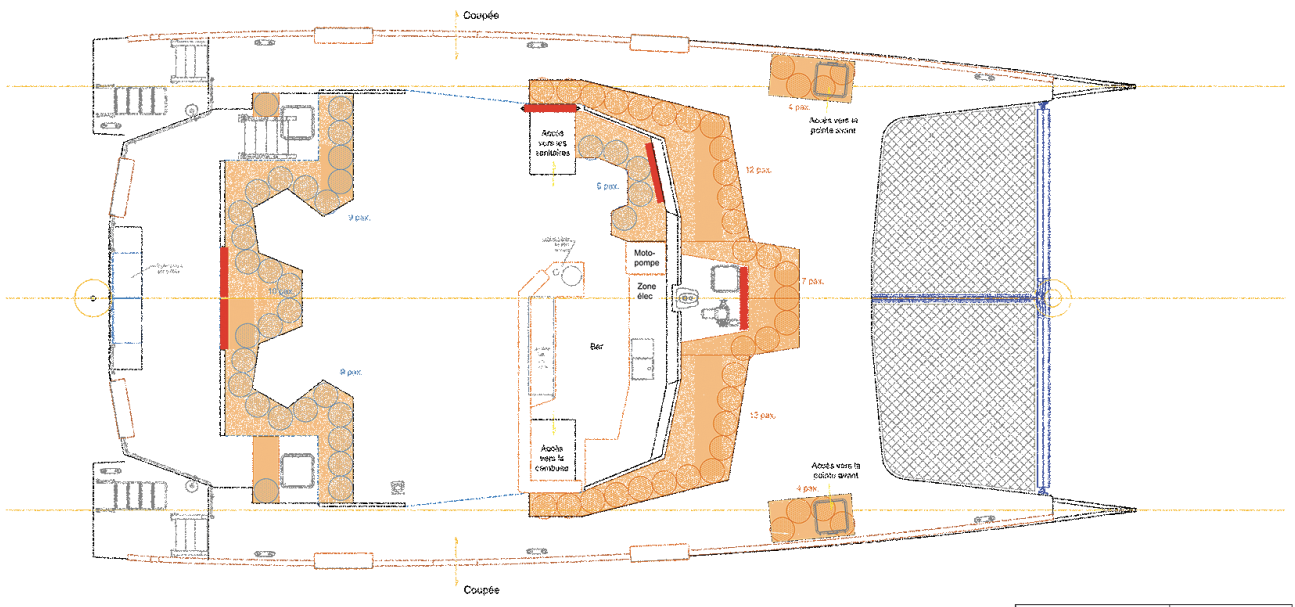 Coupée
4 pax.
Accès vers la
pointe avant
Accès
vers les
sanitaires
12 pax.
5 pax.
9 pax.
Moto-
pompe
Zone
élec
7 pax.
10 pax.
Bar
9 pax.
13 pax.
Accès
vers la
cambuse
Accès vers la
pointe avant
4 pax.
Coupée